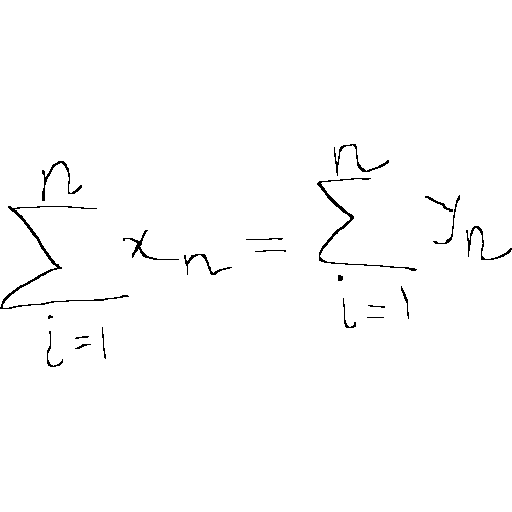 \sum_{i=1}^{n} x_n = \sum_{i=1}^{n} y_n